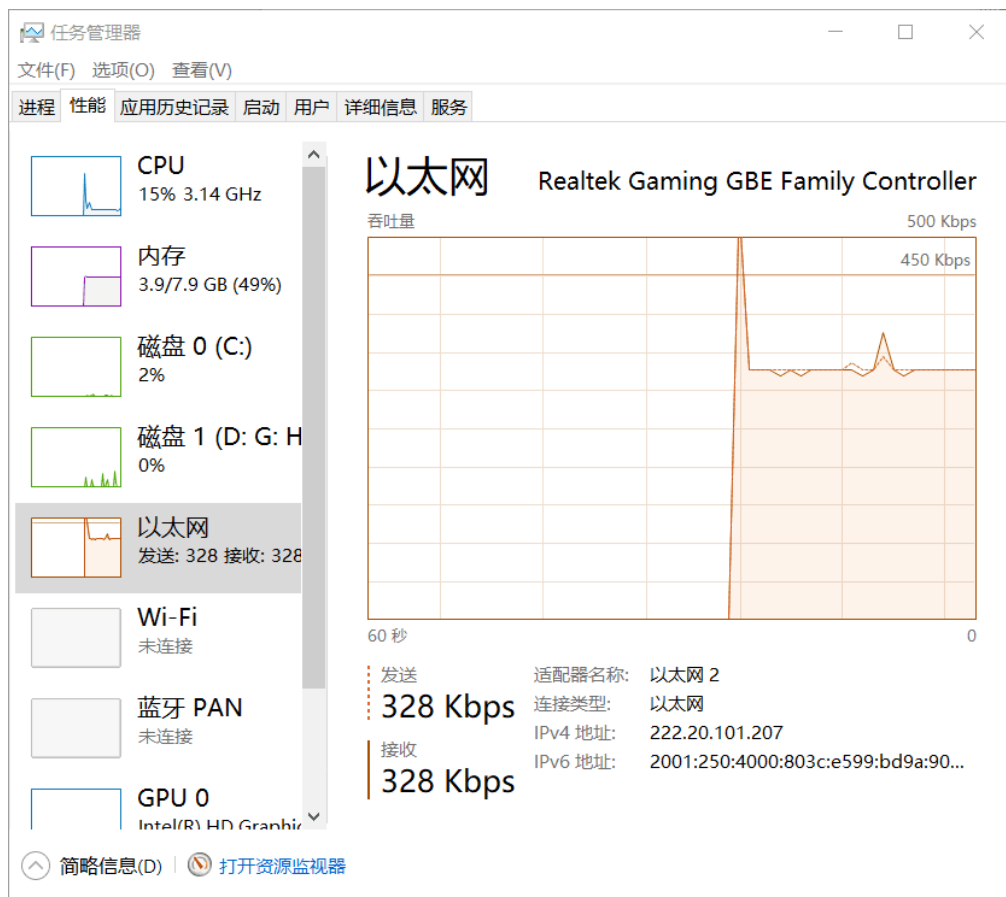 任务管理器
文件(F) 选项(O) 查看(V)
进程 性能 应用历史记录 启动 用户 详细信息 服务
CPU
15% 3.14 GHz
内存
3.9/7.9 GB (49%)
磁盘 0 (C:)
2%
磁盘 1 (D: G: H
0%
以太网
发送: 328 接收: 328
Wi-Fi
未连接
蓝牙 PAN
未连接
GPU 0
Intel(R) HD Graphic
以太网 Realtek Gaming GBE Family Controller
吞吐量 500 Kbps
450 Kbps
60 秒 0
发送
328 Kbps
接收
328 Kbps
适配器名称: 以太网 2
连接类型: 以太网
IPv4 地址: 222.20.101.207
IPv6 地址: 2001:250:4000:803c:e599:bd9a:90...
简略信息(D) 打开资源监视器